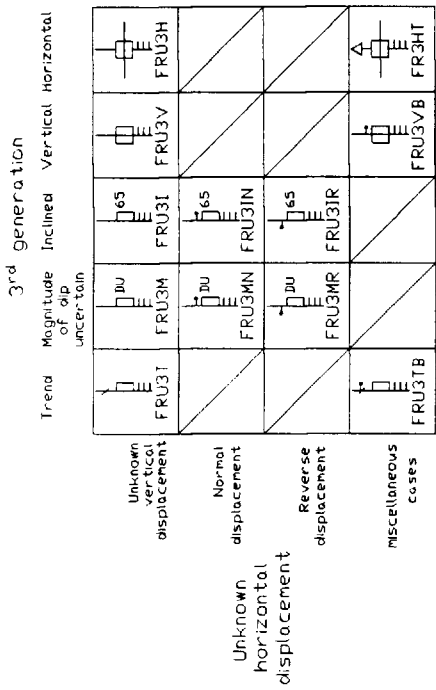 3rd generation
Trend
Magnitude
of dip
uncertain
Inclined
Vertical
Horizontal
Unknown
horizontal
displacement
Unknown
vertical
displacement
FRU3T
DU
FRU3M
65
FRU3I
FRU3V
FRU3H
Normal
displacement
DU
FRU3MN
65
FRU3IN
Reverse
displacement
DU
FRU3MR
65
FRU3IR
Miscellaneous
cases
FRU3TB
FRU3VB
FR3HT